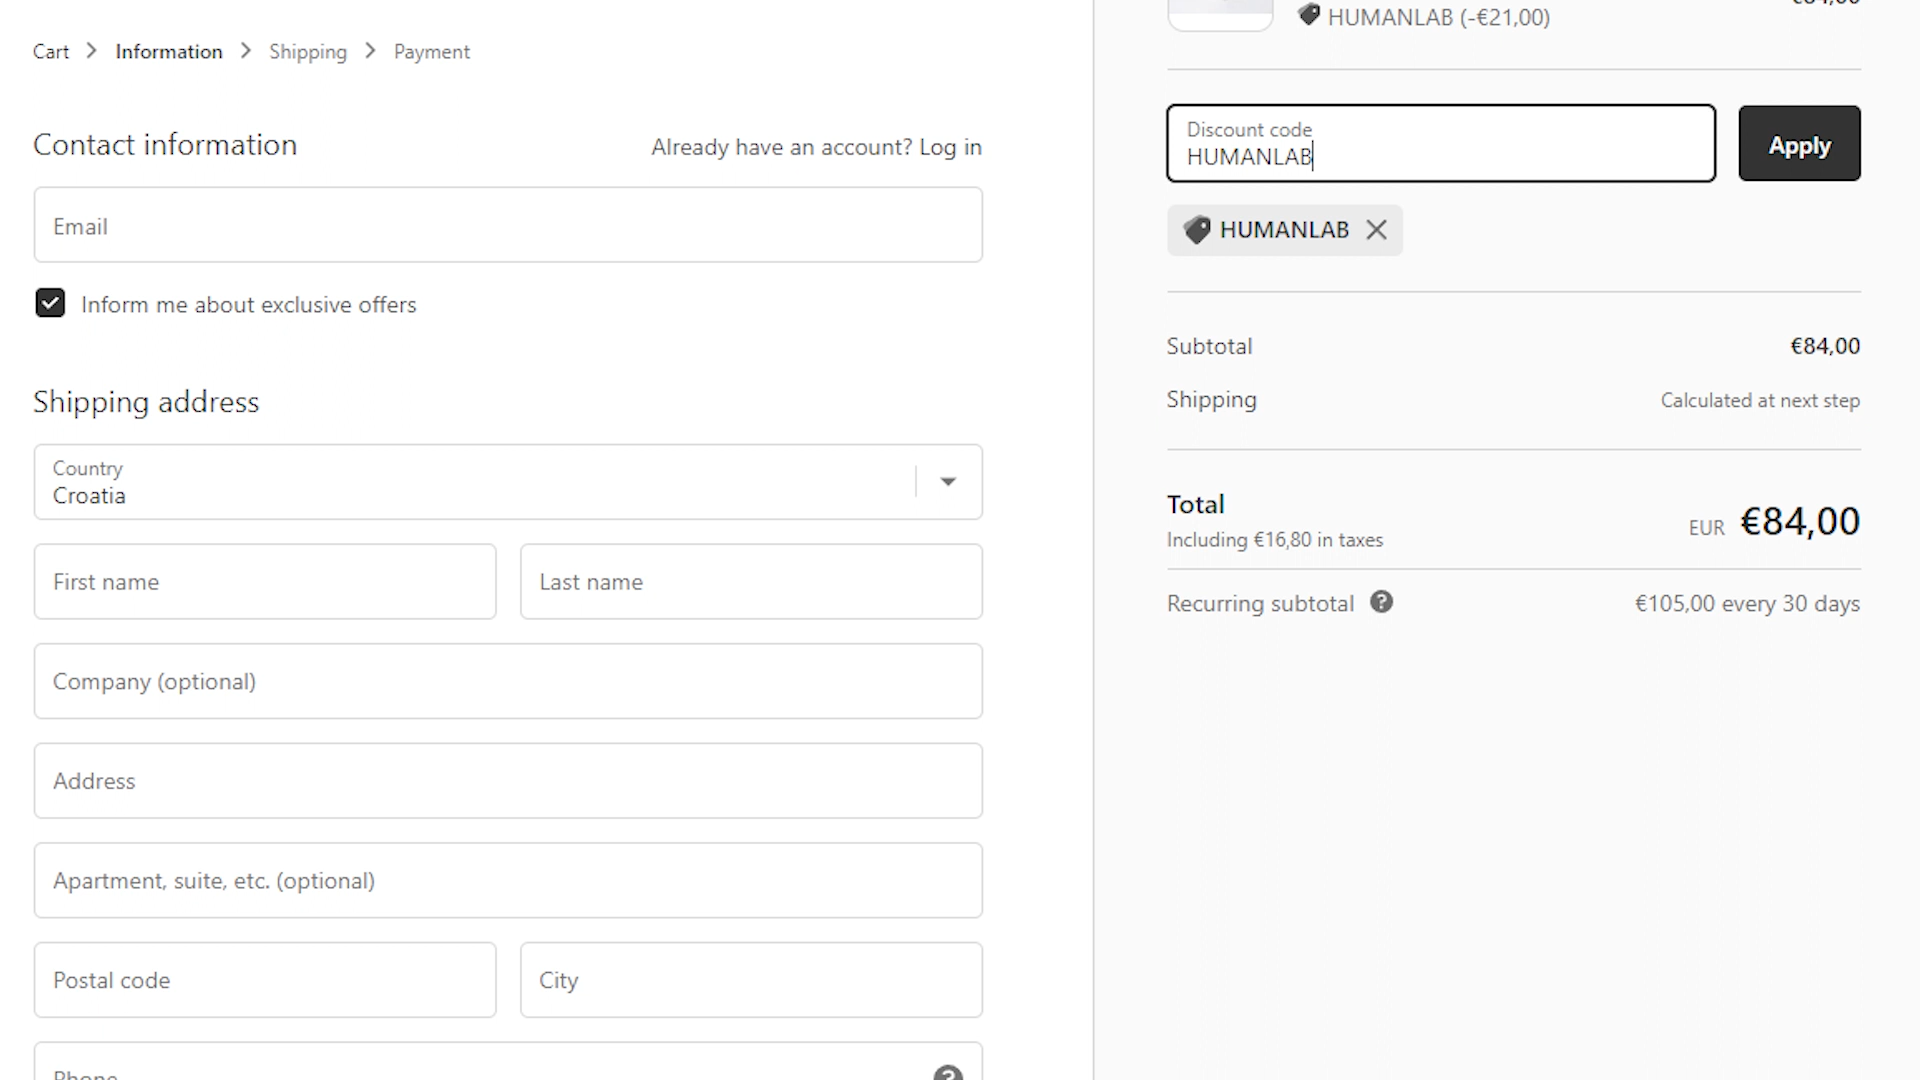 Cart > Information > Shipping > Payment
Contact information
Already have an account? Log in
Email
Inform me about exclusive offers
Shipping address
Country
Croatia
First name
Last name
Company (optional)
Address
Apartment, suite, etc. (optional)
Postal code
City
Phone
€84,00
HUMANLAB (-€21,00)
Discount code
HUMANLAB
Apply
HUMANLAB
Subtotal
€84,00
Shipping
Calculated at next step
Total
Including €16,80 in taxes
EUR €84,00
Recurring subtotal
€105,00 every 30 days